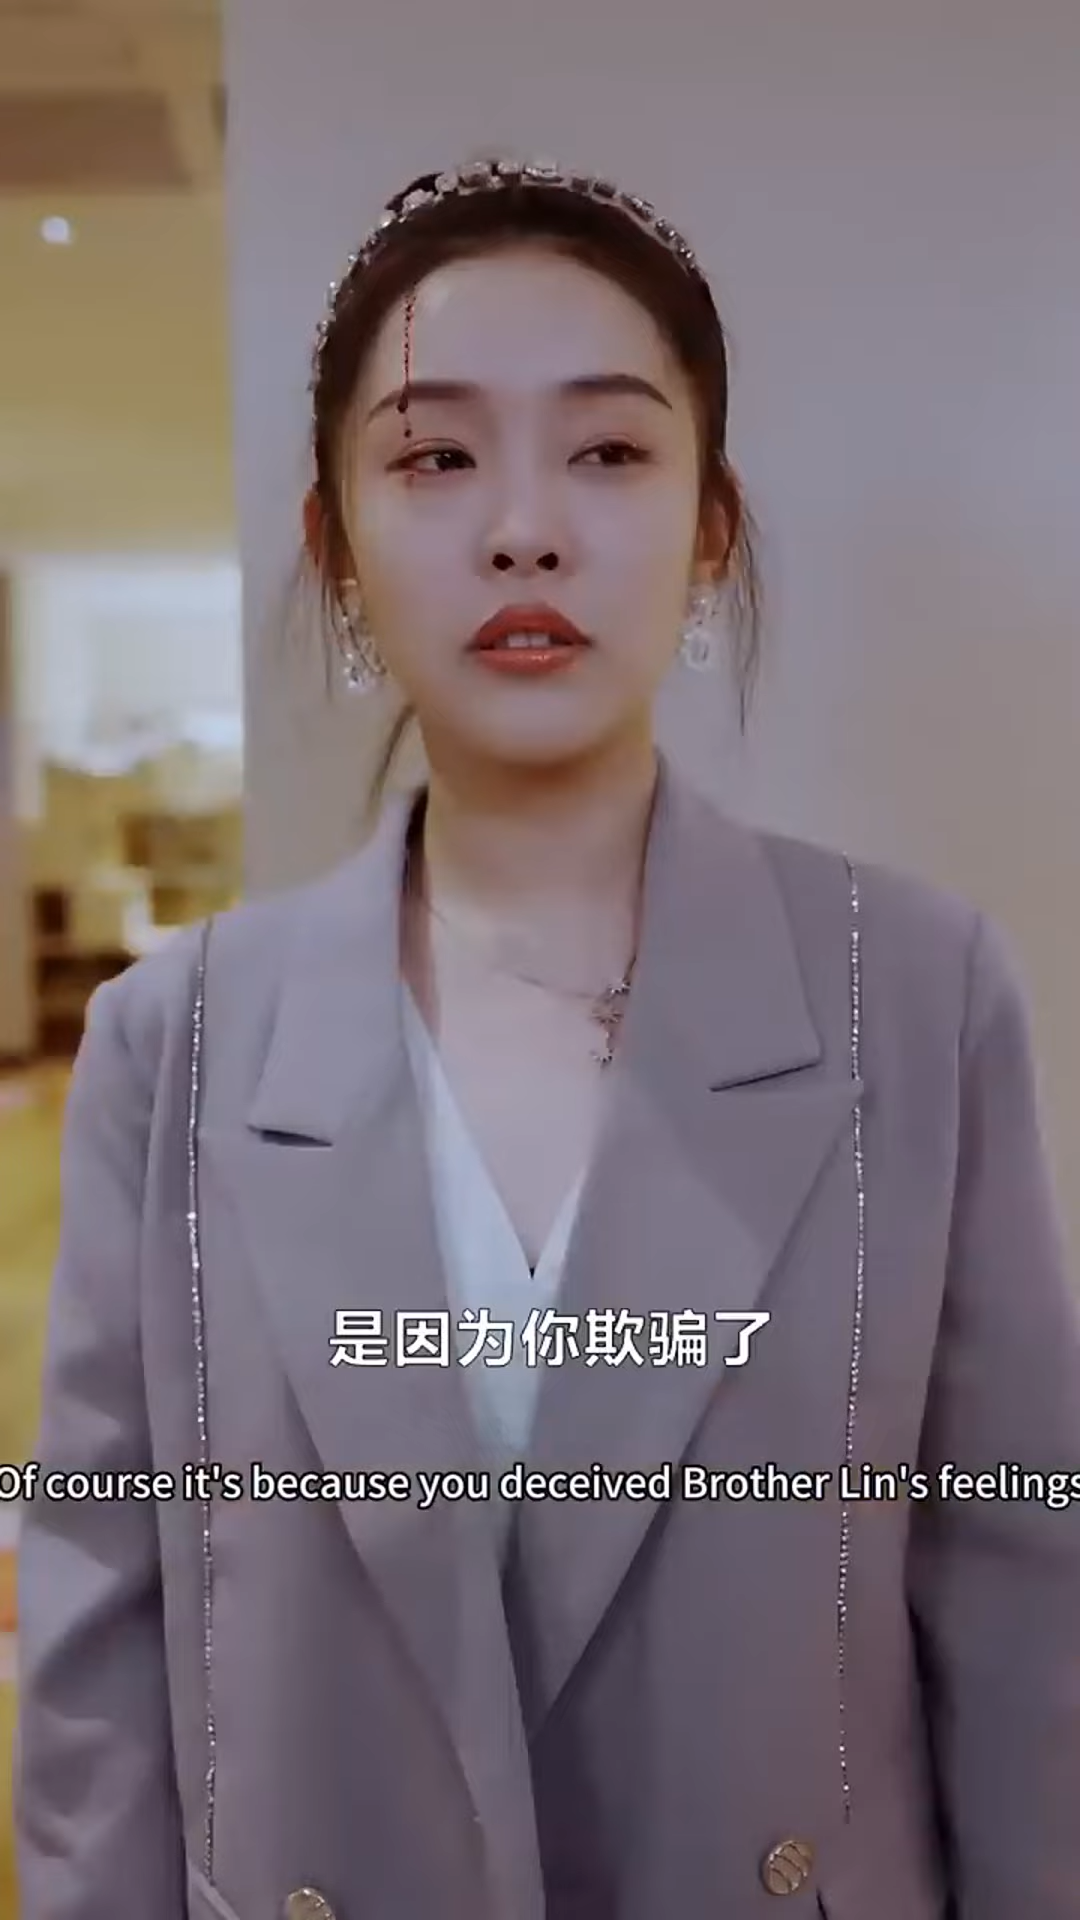 是因为你欺骗了
Of course it's because you deceived Brother Lin's feelings